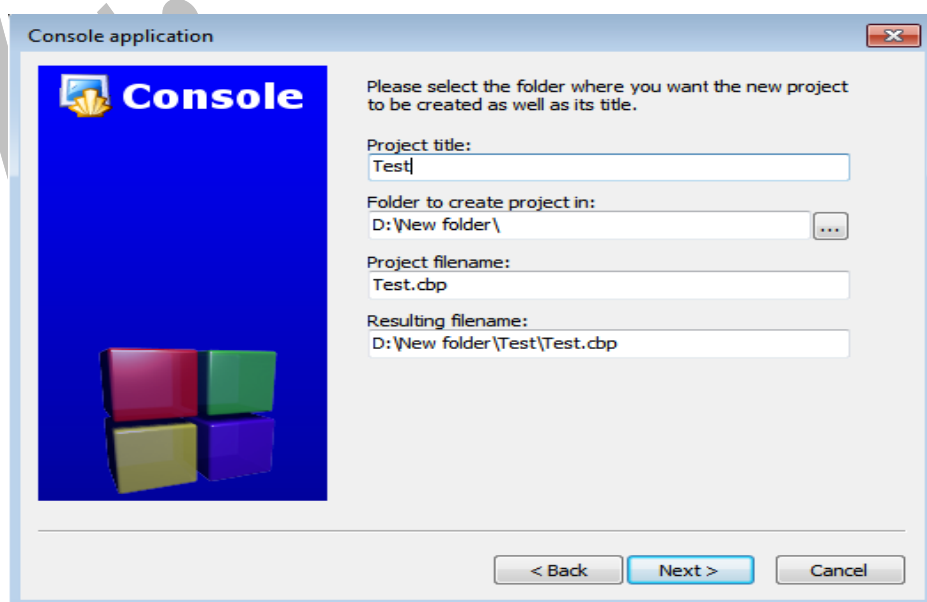 Console application
Console
Please select the folder where you want the new project
to be created as well as its title.
Project title:
Test
Folder to create project in:
D:\New folder\
...
Project filename:
Test.cbp
Resulting filename:
D:\New folder\Test\Test.cbp
< Back
Next >
Cancel